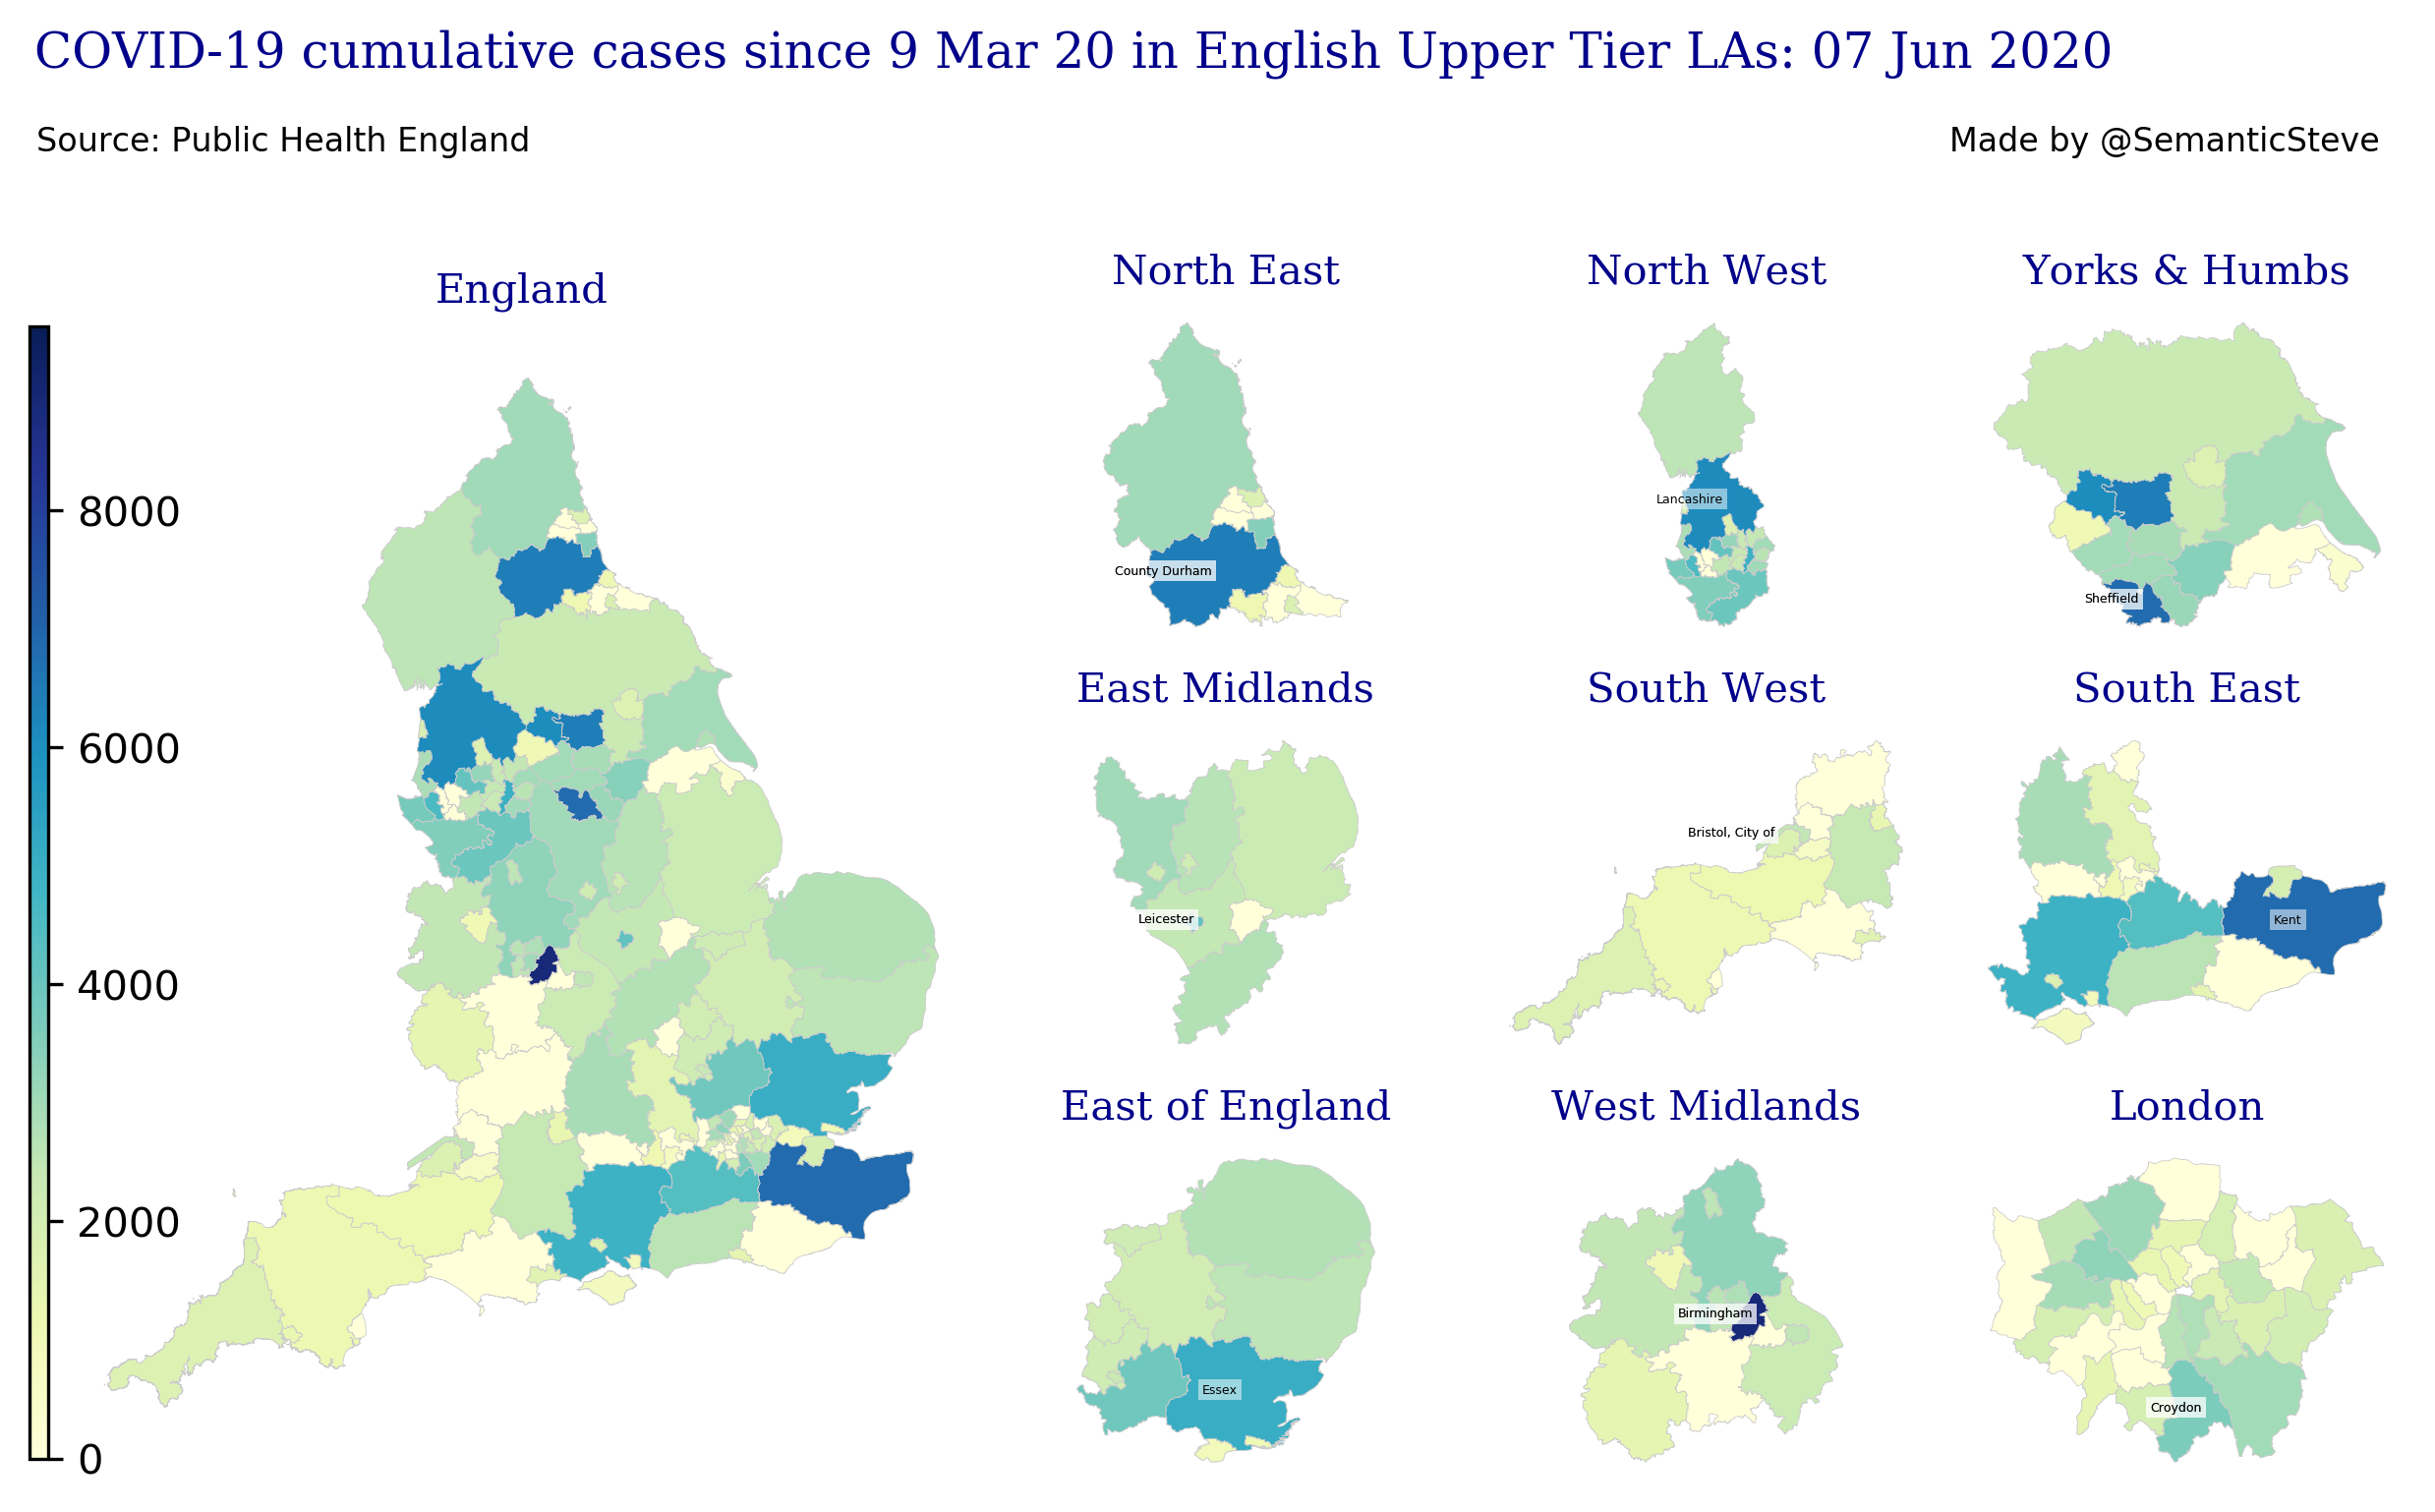 COVID-19 cumulative cases since 9 Mar 20 in English Upper Tier LAs: 07 Jun 2020
Source: Public Health England
Made by @SemanticSteve
England
8000
6000
4000
2000
0
North East
County Durham
North West
Lancashire
Yorks & Humbs
Sheffield
East Midlands
Leicester
South West
Bristol, City of
South East
Kent
East of England
Essex
West Midlands
Birmingham
London
Croydon